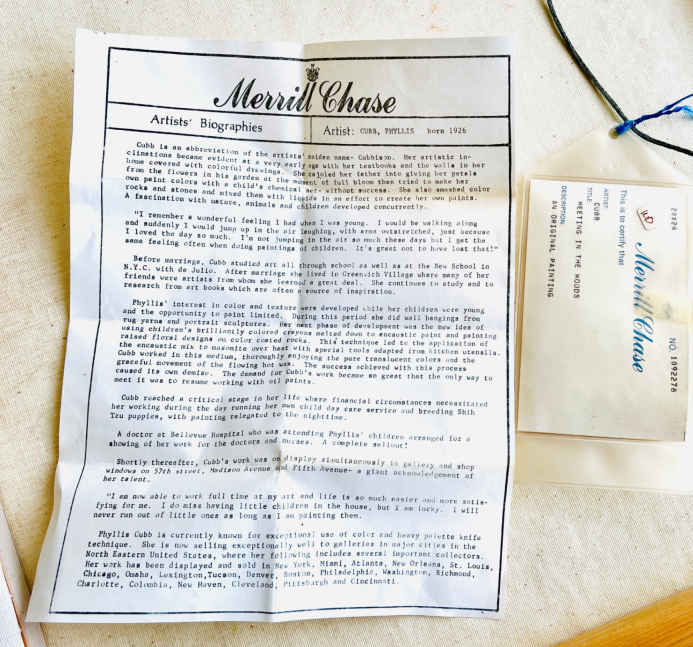 Merrill Chase
Artists' Biographies
Artist: CUBB, PHYLLIS born 1926
Cubb is an abbreviation of the artists' maiden name- Cubbison. Her artistic in-
clinations became evident at a very early age with her textbooks and the walls in her
home covered with colorful drawings. She cajoled her father into giving her petals
from the flowers in his garden at the moment of full bloom then tried to make her
own paint colors with a child's chemical set- without success. She also smashed color
rocks and stones and mixed them with liquids in an effort to create her own paints.
A fascination with nature, animals and children developed concurrently.
"I remember a wonderful feeling I had when I was young. I would be walking along
and suddenly I would jump up in the air laughing, with arms outstretched, just because
I loved the day so much. I'm not jumping in the air so much these days but I get the
same feeling often when doing paintings of children. It's great not to have lost that!"
Before marriage, Cubb studied art all through school as well as at the New School in
N.Y.C. with de Julio. After marriage she lived in Greenwich Village where many of her
friends were artists from whom she learned a great deal. She continues to study and to
research from art books which are often a source of inspiration.
Phyllis' interest in color and texture were developed while her children were young
and the opportunity to paint limited. During this period she did wall hangings from
rug yarns and portrait sculptures. Her next phase of development was the new idea of
using children's brilliantly colored crayons melted down to encaustic paint and painting
raised floral designs on color coated rocks. This technique led to the application of
the encaustic mix to masonite over heat with special tools adapted from kitchen utensils.
Cubb worked in this medium, thoroughly enjoying the pure translucent colors and the
graceful movement of the flowing hot wax. The success achieved with this process
caused its own demise. The demand for Cubb's work became so great that the only way to
meet it was to resume working with oil paints.
Cubb reached a critical stage in her life where financial circumstances necessitated
her working during the day running her own child day care service and breeding Shih
Tzu puppies, with painting relegated to the nighttime.
A doctor at Bellevue Hospital who was attending Phyllis' children arranged for a
showing of her work for the doctors and nurses. A complete sellout!
Shortly thereafter, Cubb's work was on display simultaneously in gallery and shop
windows on 57th street, Madison Avenue and Fifth Avenue- a giant acknowledgement of
her talent.
"I am now able to work full time at my art and life is so much easier and more satis-
fying for me. I do miss having little children in the house, but I am lucky. I will
never run out of little ones as long as I am painting them.
Phyllis Cubb is currently known for exceptional use of color and heavy palette knife
technique. She is now selling exceptionally well to galleries in major cities in the
North Eastern United States, where her following includes several important collectors.
Her work has been displayed and sold in New York, Miami, Atlanta, New Orleans, St. Louis,
Chicago, Omaha, Lexington,Tucson, Denver, Boston, Philadelphia, Washington, Richmond,
Charlotte, Columbia, New Haven, Cleveland, Pittsburgh and Cincinnati.
NO. 1092276
Merrill Chase
This is to certify that
ARTIST: CUBB
TITLE: MEETING IN THE WOODS
DESCRIPTION: AN ORIGINAL PAINTING